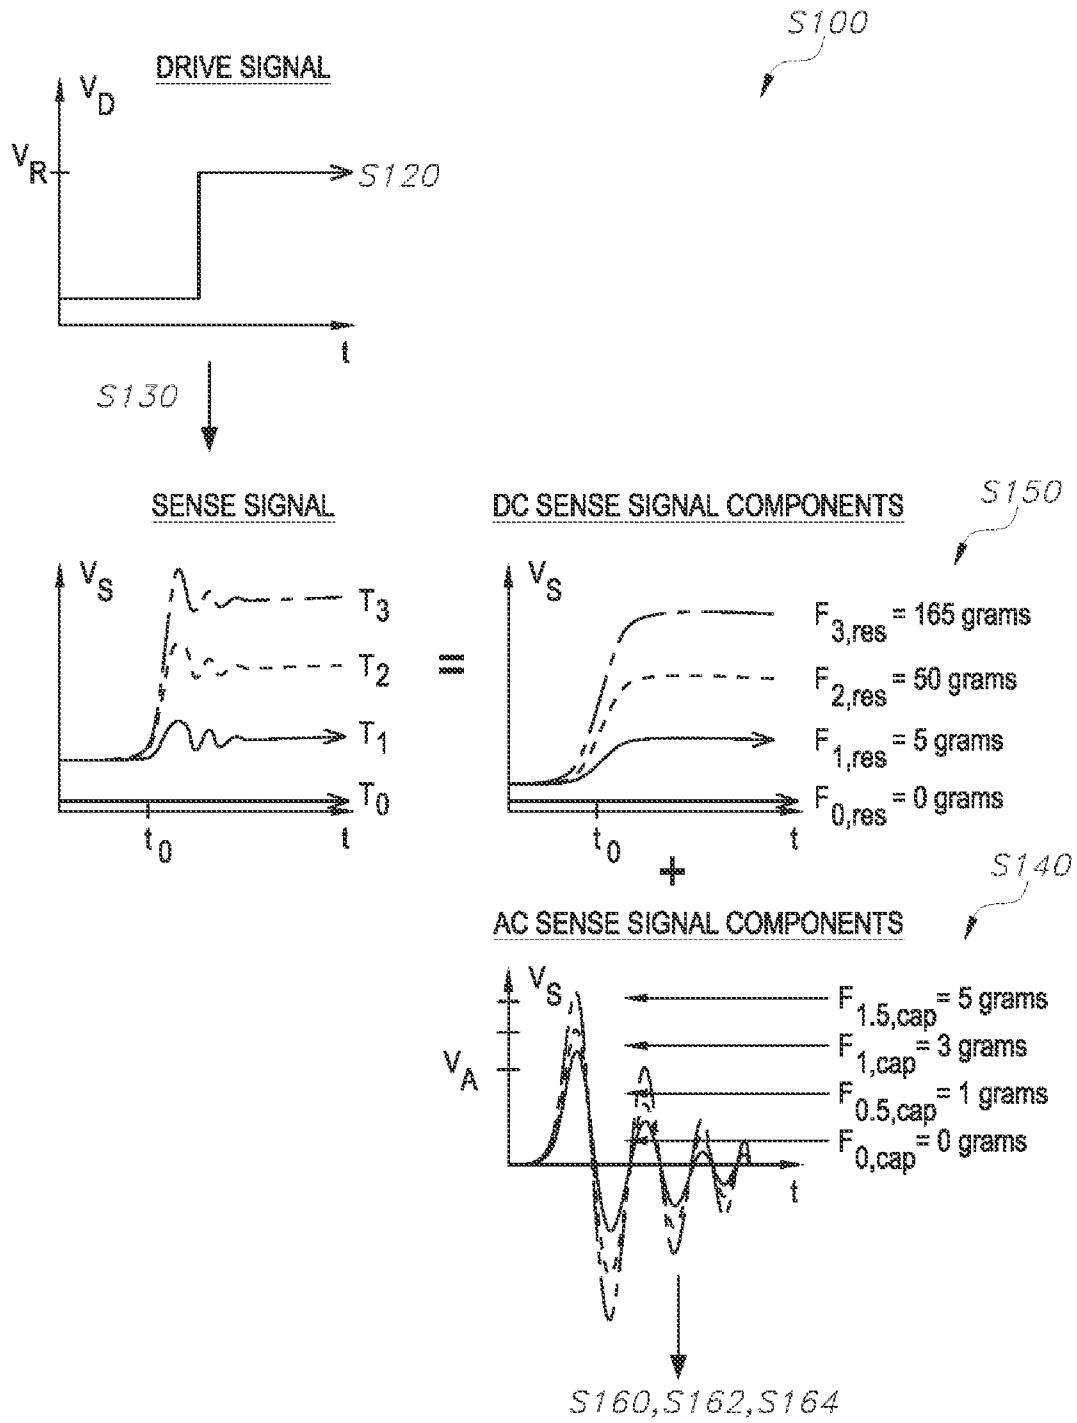 S100
DRIVE SIGNAL
V_D
V_R
S120
t
S130
SENSE SIGNAL
V_S
T_3
T_2
T_1
T_0
t_0
t
=
DC SENSE SIGNAL COMPONENTS
S150
V_S
F_3,res = 165 grams
F_2,res = 50 grams
F_1,res = 5 grams
F_0,res = 0 grams
t_0
t
+
S140
AC SENSE SIGNAL COMPONENTS
V_S
V_A
F_1.5,cap = 5 grams
F_1,cap = 3 grams
F_0.5,cap = 1 grams
F_0,cap = 0 grams
t
S160, S162, S164